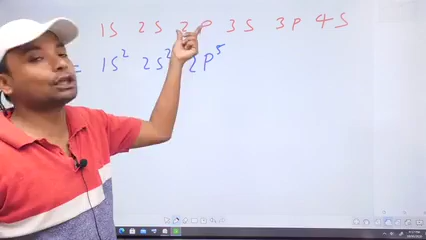 1S 2S 2P 3S 3P 4S
= 1S² 2S² 2P⁵